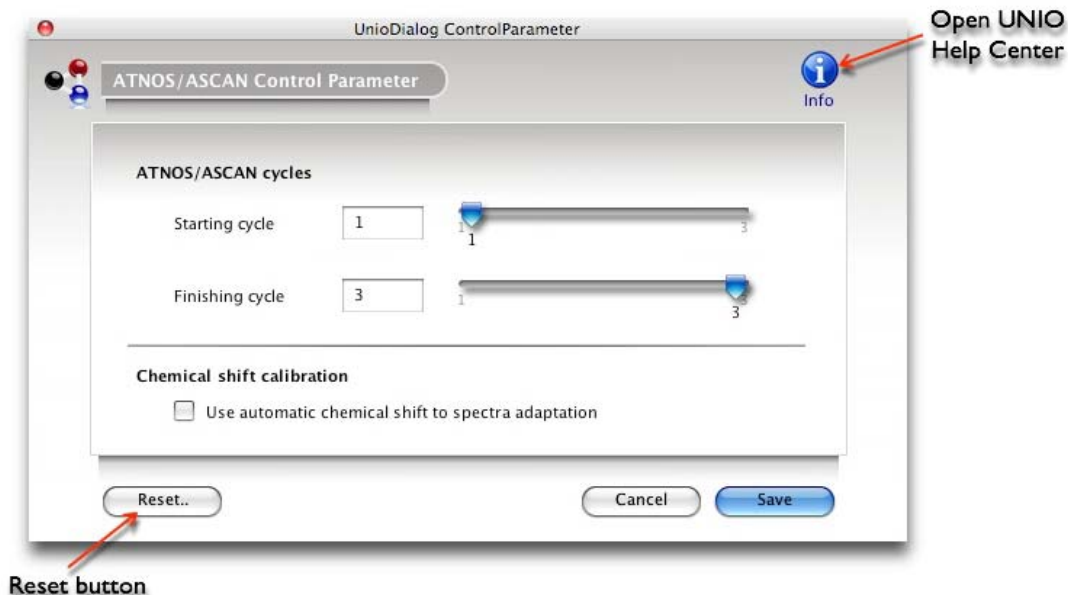 UnioDialog ControlParameter
Open UNIO
Help Center
ATNOS/ASCAN Control Parameter
Info
ATNOS/ASCAN cycles
Starting cycle
1
1
3
1
Finishing cycle
3
1
3
3
Chemical shift calibration
Use automatic chemical shift to spectra adaptation
Reset..
Cancel
Save
Reset button